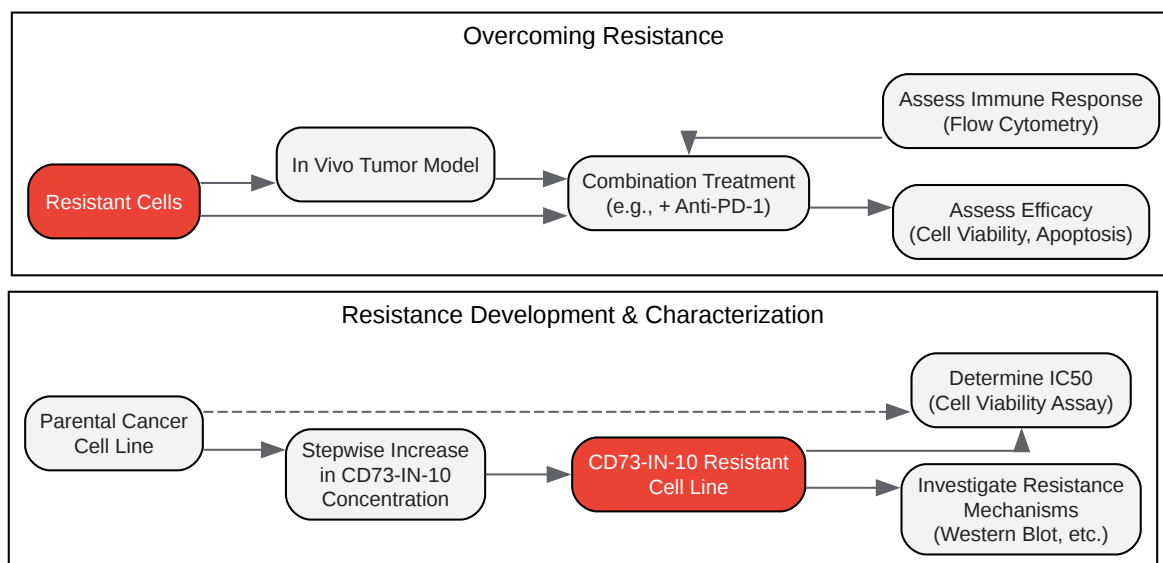 Overcoming Resistance
Assess Immune Response
(Flow Cytometry)
In Vivo Tumor Model
Resistant Cells
Combination Treatment
(e.g., + Anti-PD-1)
Assess Efficacy
(Cell Viability, Apoptosis)
Resistance Development & Characterization
Determine IC50
(Cell Viability Assay)
Parental Cancer
Cell Line
Stepwise Increase
in CD73-IN-10
Concentration
CD73-IN-10 Resistant
Cell Line
Investigate Resistance
Mechanisms
(Western Blot, etc.)